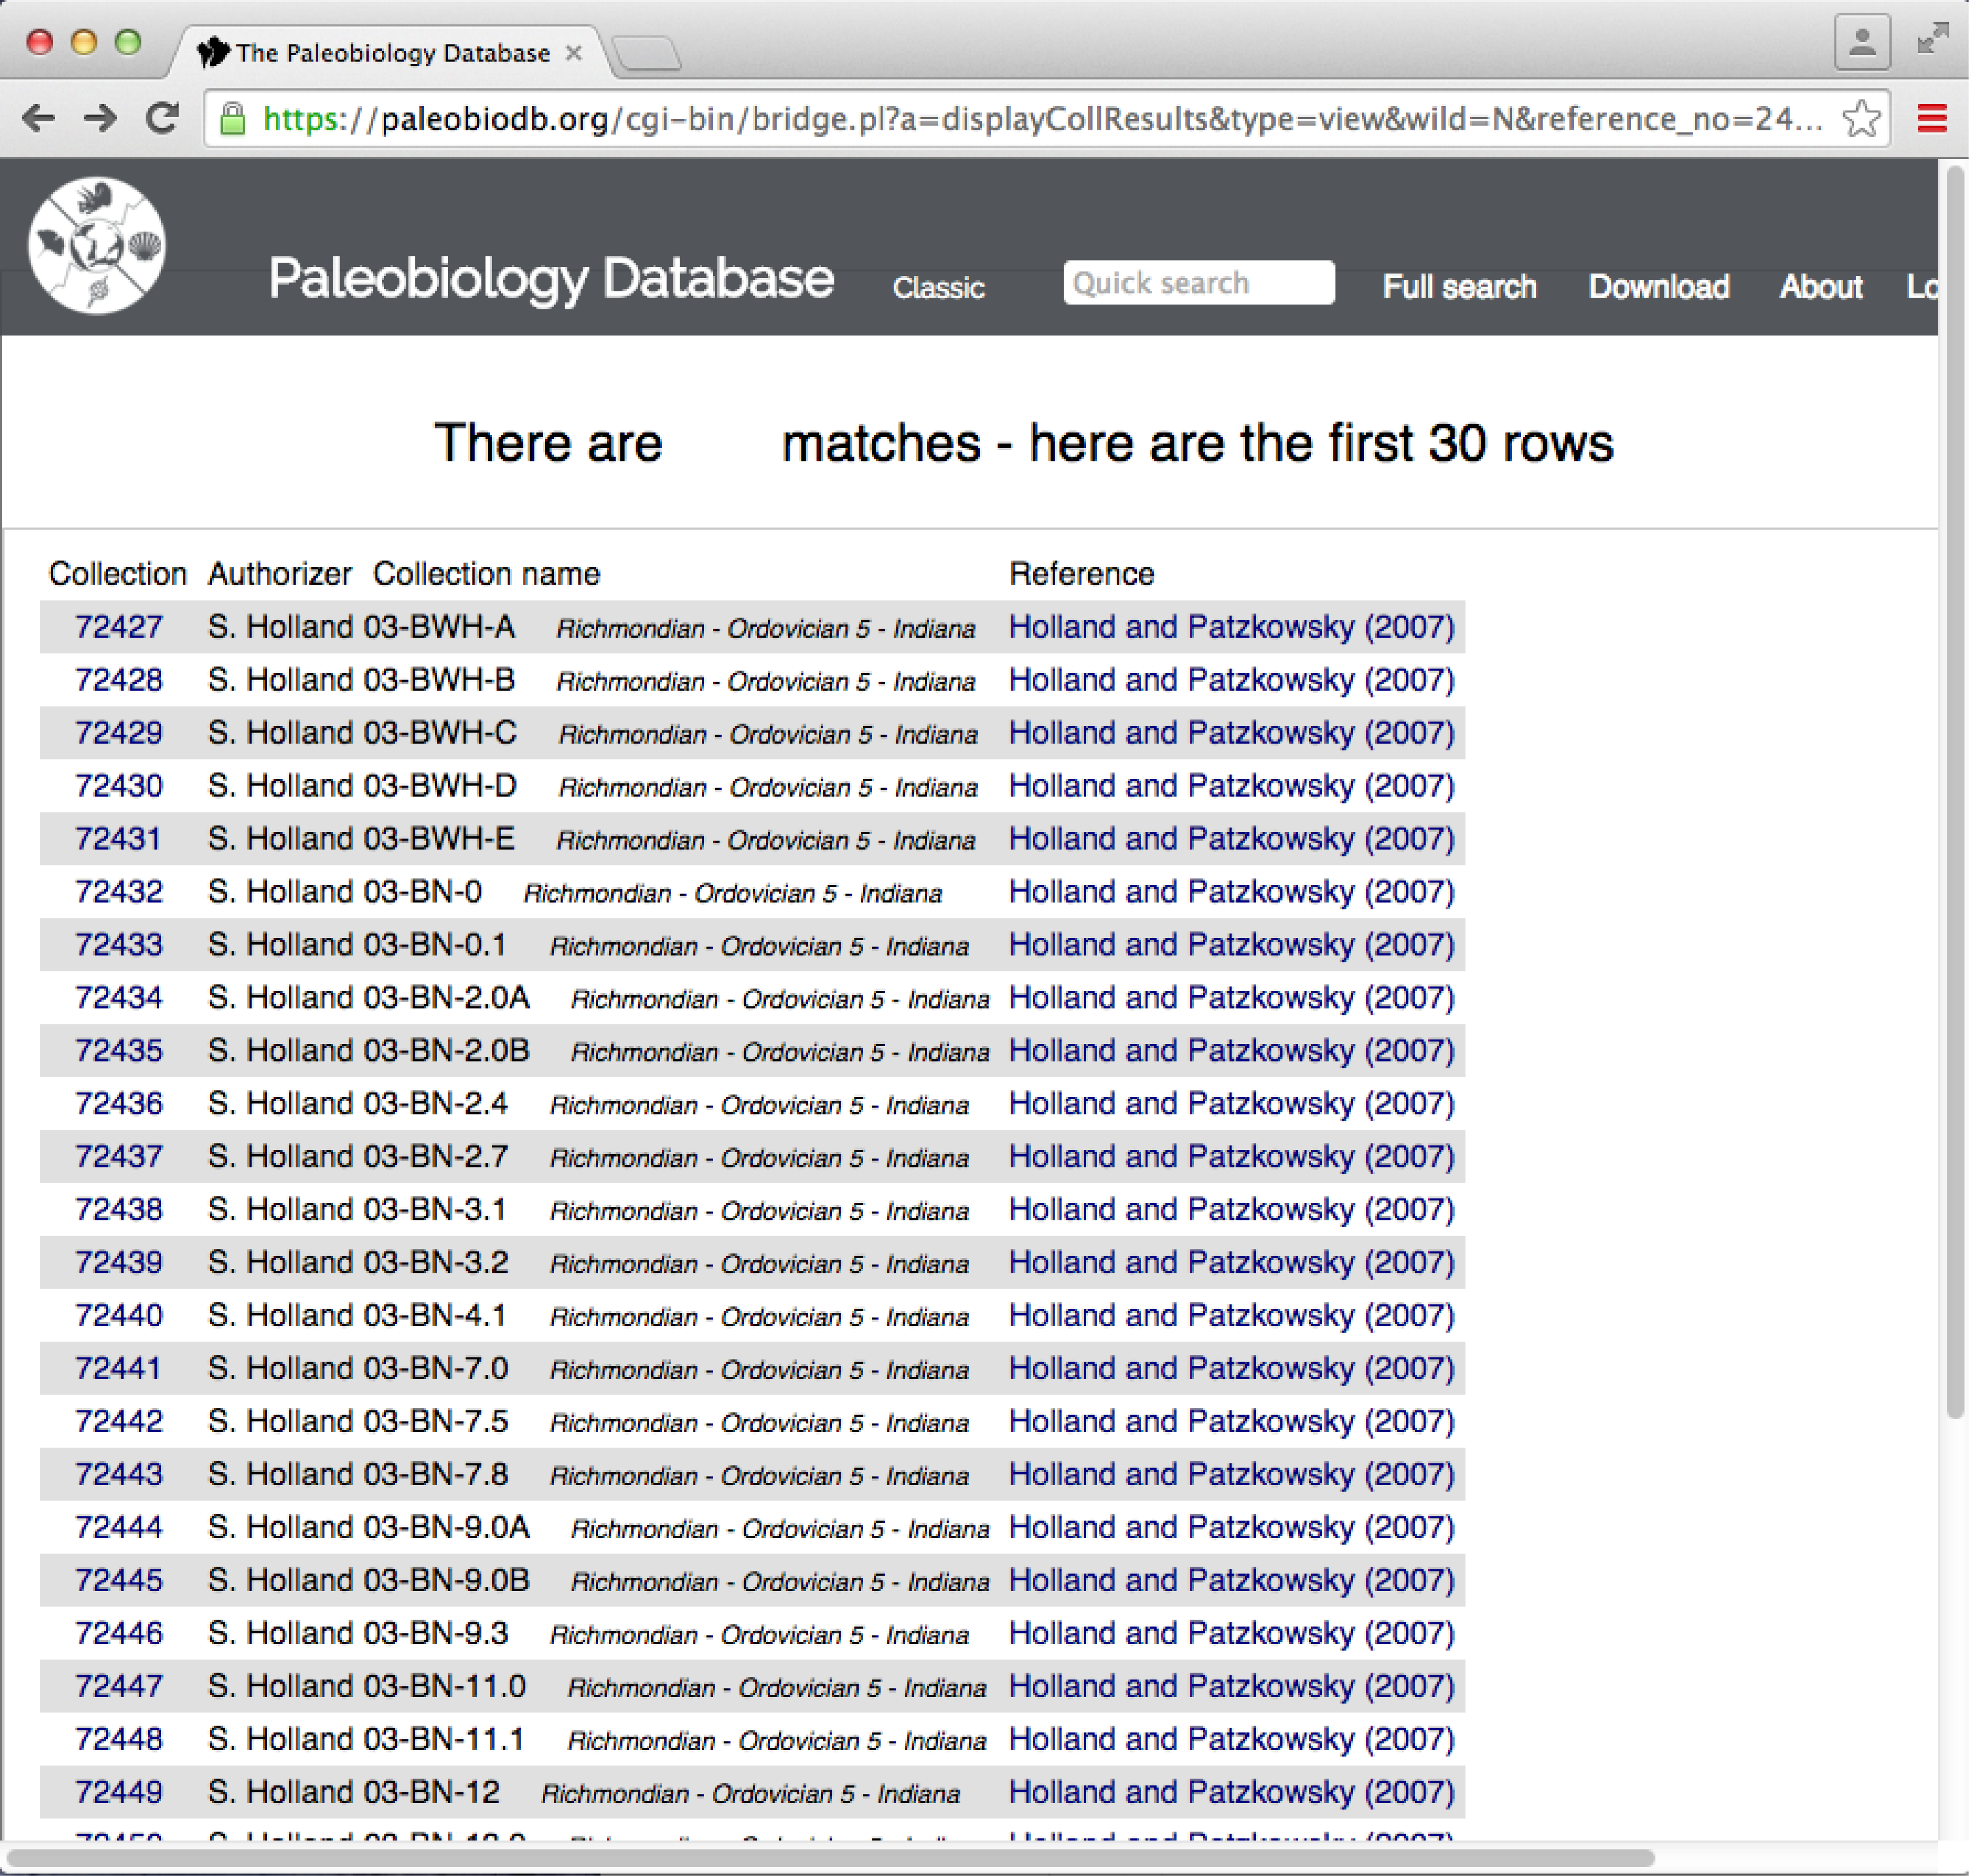 The Paleobiology Database
https://paleobiodb.org/cgi-bin/bridge.pl?a=displayCollResults&type=view&wild=N&reference_no=24...
Paleobiology Database Classic Quick search Full search Download About Lo
There are matches - here are the first 30 rows
Collection Authorizer Collection name Reference
72427 S. Holland 03-BWH-A Richmondian - Ordovician 5 - Indiana Holland and Patzkowsky (2007)
72428 S. Holland 03-BWH-B Richmondian - Ordovician 5 - Indiana Holland and Patzkowsky (2007)
72429 S. Holland 03-BWH-C Richmondian - Ordovician 5 - Indiana Holland and Patzkowsky (2007)
72430 S. Holland 03-BWH-D Richmondian - Ordovician 5 - Indiana Holland and Patzkowsky (2007)
72431 S. Holland 03-BWH-E Richmondian - Ordovician 5 - Indiana Holland and Patzkowsky (2007)
72432 S. Holland 03-BN-0 Richmondian - Ordovician 5 - Indiana Holland and Patzkowsky (2007)
72433 S. Holland 03-BN-0.1 Richmondian - Ordovician 5 - Indiana Holland and Patzkowsky (2007)
72434 S. Holland 03-BN-2.0A Richmondian - Ordovician 5 - Indiana Holland and Patzkowsky (2007)
72435 S. Holland 03-BN-2.0B Richmondian - Ordovician 5 - Indiana Holland and Patzkowsky (2007)
72436 S. Holland 03-BN-2.4 Richmondian - Ordovician 5 - Indiana Holland and Patzkowsky (2007)
72437 S. Holland 03-BN-2.7 Richmondian - Ordovician 5 - Indiana Holland and Patzkowsky (2007)
72438 S. Holland 03-BN-3.1 Richmondian - Ordovician 5 - Indiana Holland and Patzkowsky (2007)
72439 S. Holland 03-BN-3.2 Richmondian - Ordovician 5 - Indiana Holland and Patzkowsky (2007)
72440 S. Holland 03-BN-4.1 Richmondian - Ordovician 5 - Indiana Holland and Patzkowsky (2007)
72441 S. Holland 03-BN-7.0 Richmondian - Ordovician 5 - Indiana Holland and Patzkowsky (2007)
72442 S. Holland 03-BN-7.5 Richmondian - Ordovician 5 - Indiana Holland and Patzkowsky (2007)
72443 S. Holland 03-BN-7.8 Richmondian - Ordovician 5 - Indiana Holland and Patzkowsky (2007)
72444 S. Holland 03-BN-9.0A Richmondian - Ordovician 5 - Indiana Holland and Patzkowsky (2007)
72445 S. Holland 03-BN-9.0B Richmondian - Ordovician 5 - Indiana Holland and Patzkowsky (2007)
72446 S. Holland 03-BN-9.3 Richmondian - Ordovician 5 - Indiana Holland and Patzkowsky (2007)
72447 S. Holland 03-BN-11.0 Richmondian - Ordovician 5 - Indiana Holland and Patzkowsky (2007)
72448 S. Holland 03-BN-11.1 Richmondian - Ordovician 5 - Indiana Holland and Patzkowsky (2007)
72449 S. Holland 03-BN-12 Richmondian - Ordovician 5 - Indiana Holland and Patzkowsky (2007)